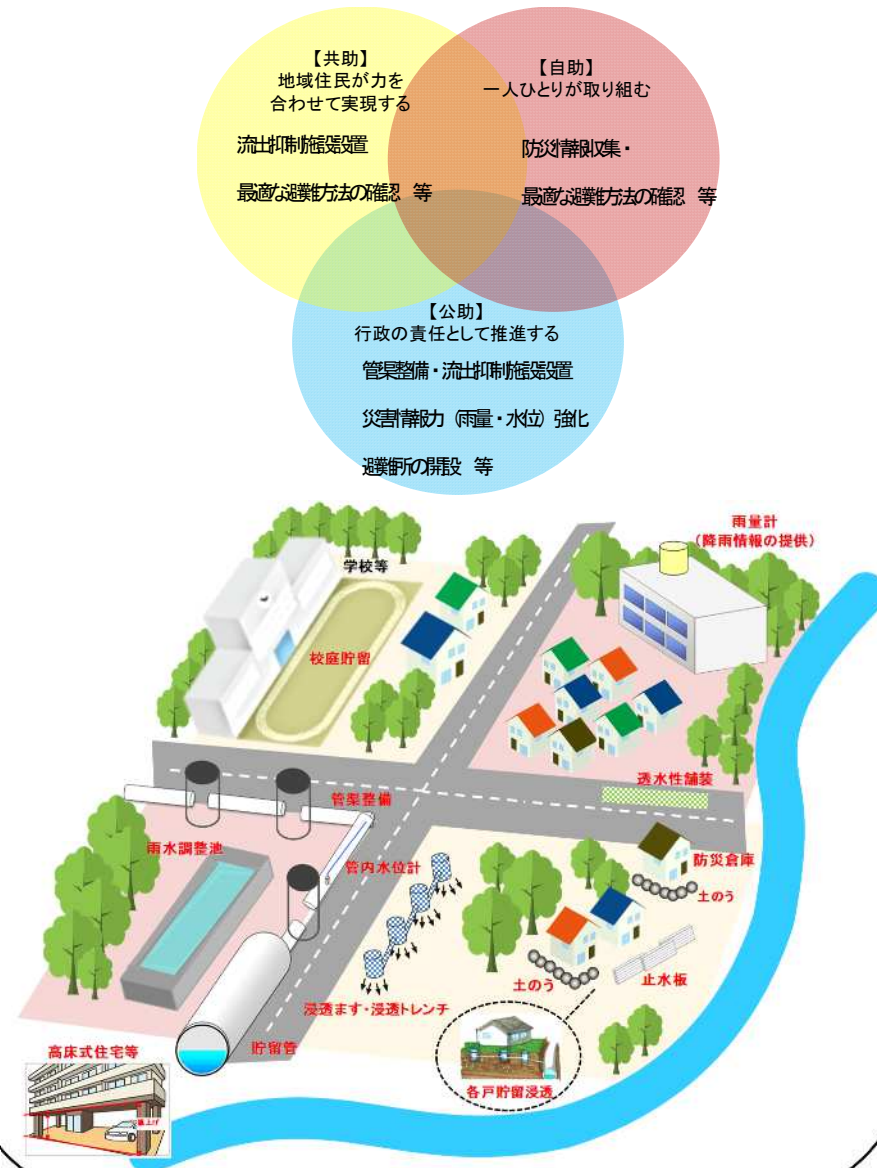 【共助】
地域住民が力を
合わせて実現する
流出抑制施設設置
最適な避難方法の確認 等
【自助】
一人ひとりが取り組む
防災情報収集・
最適な避難方法の確認 等
【公助】
行政の責任として推進する
管渠整備・流出抑制施設設置
災害情報力（雨量・水位）強化
避難所の開設 等
雨量計
（降雨情報の提供）
学校等
校庭貯留
透水性舗装
管渠整備
雨水調整池
管内水位計
防災倉庫
土のう
土のう
止水板
浸透ます・浸透トレンチ
貯留管
高床式住宅等
各戸貯留浸透